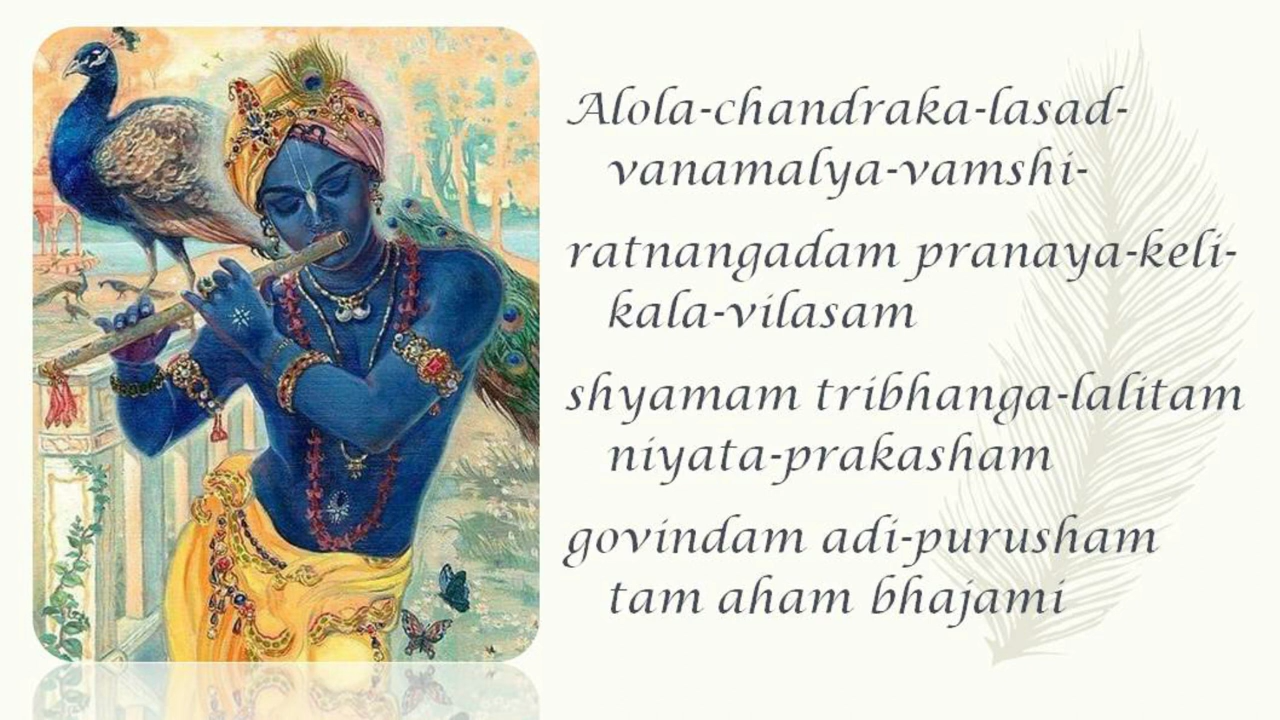 Alola-chandraka-lasad-
vanamalya-vamshi-
ratnangadam pranaya-keli-
kala-vilasam
shyamam tribhanga-lalitam
niyata-prakasham
govindam adi-purusham
tam aham bhajami